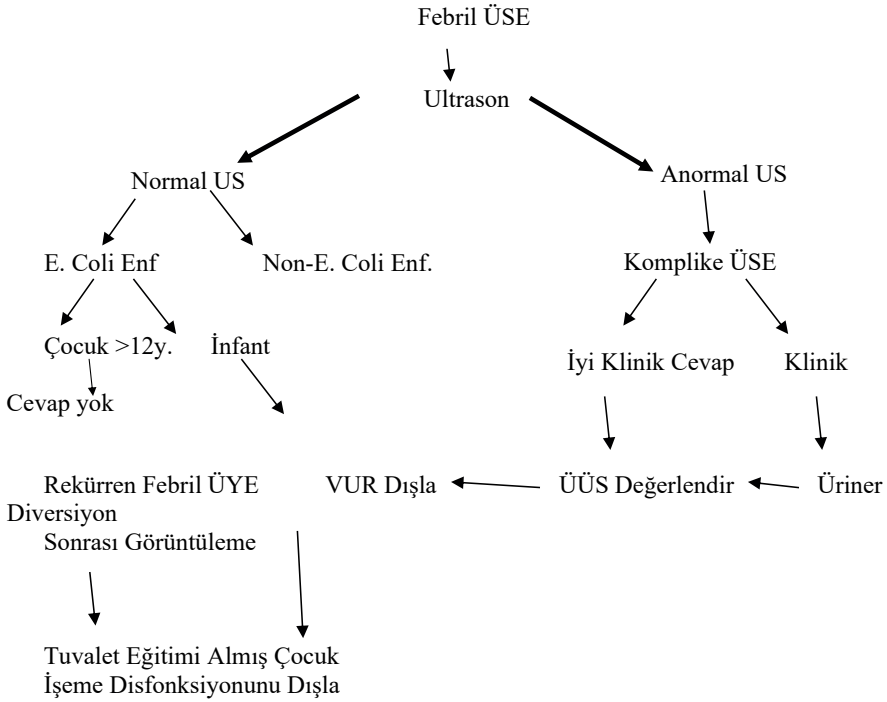 Febril ÜSE
Ultrason
Normal US Anormal US
E. Coli Enf Non-E. Coli Enf. Komplike ÜSE
Çocuk >12y. İnfant İyi Klinik Cevap Klinik
Cevap yok
Rekürren Febril ÜYE VUR Dışla ÜÜS Değerlendir Üriner
Diversiyon
Sonrası Görüntüleme
Tuvalet Eğitimi Almış Çocuk
İşeme Disfonksiyonunu Dışla